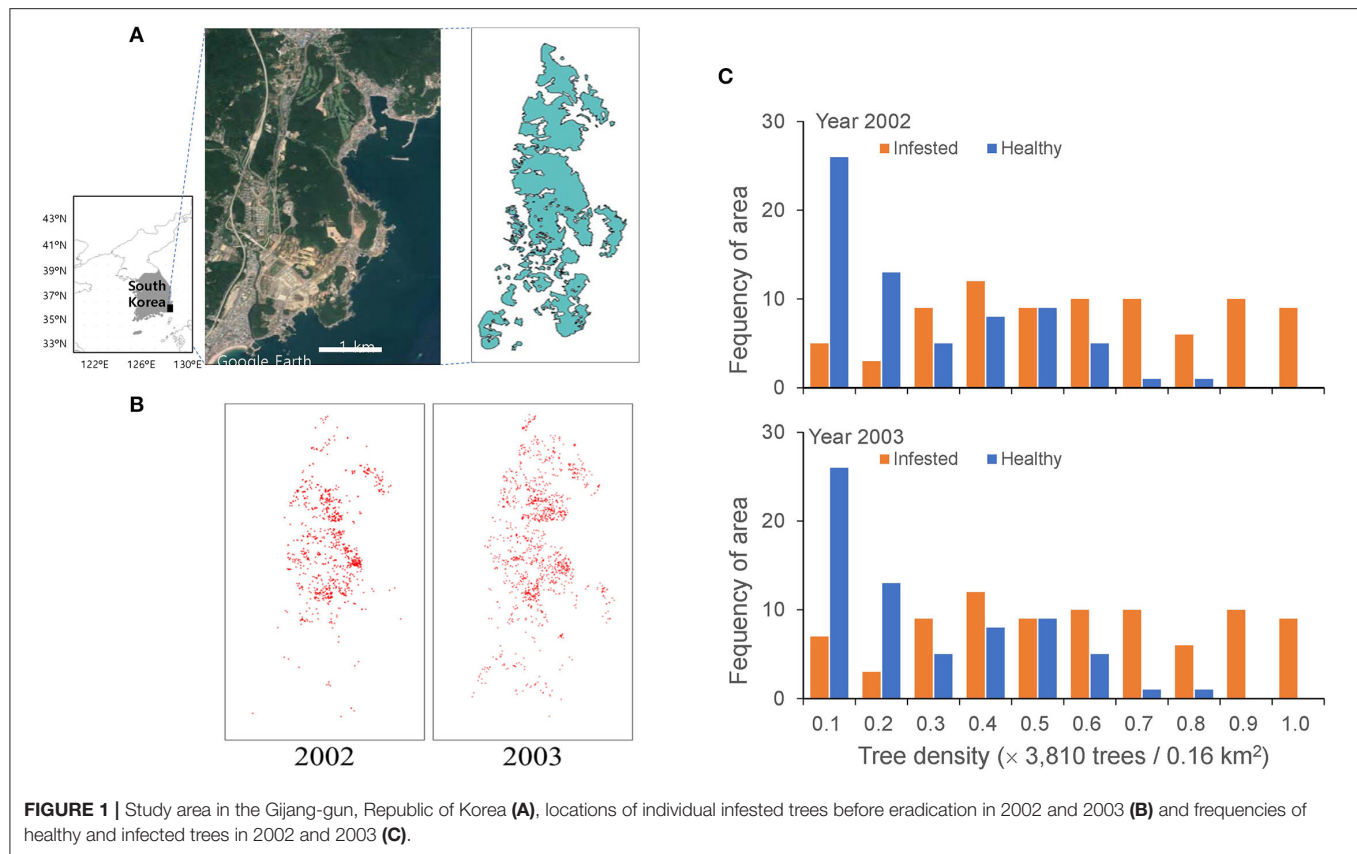 A
43°N
41°N
39°N
37°N
35°N
33°N
South
Korea
122°E 126°E 130°E
Google Earth
1 km
B
2002 2003
C
Fequency of area
30
20
10
0
Year 2002
Infested Healthy
Fequency of area
30
20
10
0
Year 2003
Infested Healthy
0.1 0.2 0.3 0.4 0.5 0.6 0.7 0.8 0.9 1.0
Tree density (× 3,810 trees / 0.16 km²)
FIGURE 1 | Study area in the Gijang-gun, Republic of Korea (A), locations of individual infested trees before eradication in 2002 and 2003 (B) and frequencies of
healthy and infected trees in 2002 and 2003 (C).